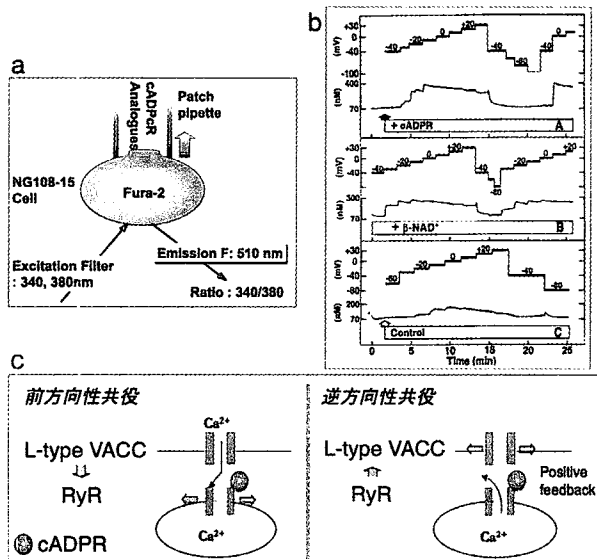 a
cADPcR
Analogues
Patch
pipette
NG108-15
Cell
Fura-2
Excitation Filter
: 340, 380nm
Emission F: 510 nm
Ratio : 340/380
b
+30
0
-40
-100
(mV)
-40
-20
0
+20
-40
-60
-80
-40
0
400
70
(nM)
+ cADPR
A
+30
0
-40
(mV)
-40
-20
0
+20
-40
-80
-20
0
+20
300
70
(nM)
+ β-NAD⁺
B
+30
0
-40
-80
(mV)
-60
-20
0
+20
-40
-80
200
70
(nM)
Control
C
0 5 10 15 20 25
Time (min)
c
前方向性共役
L-type VACC
RyR
cADPR
Ca²⁺
Ca²⁺
逆方向性共役
L-type VACC
RyR
Positive
feedback
Ca²⁺